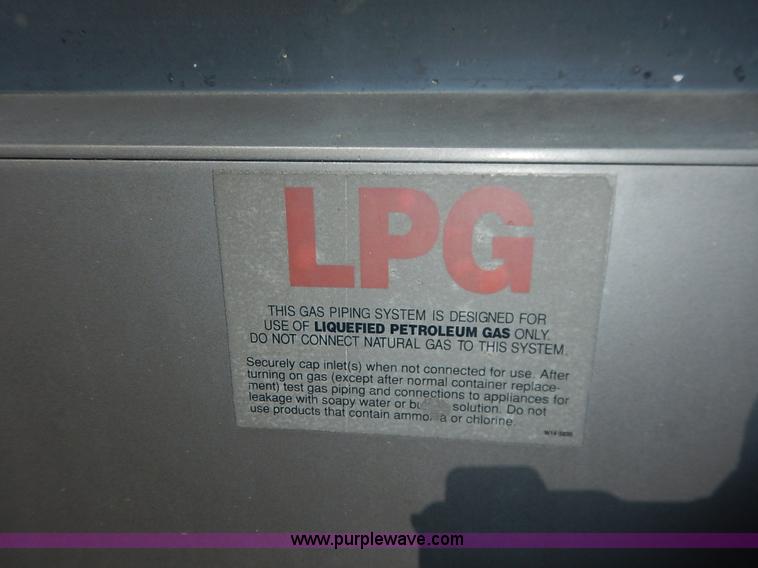 LPG
THIS GAS PIPING SYSTEM IS DESIGNED FOR
USE OF LIQUEFIED PETROLEUM GAS ONLY.
DO NOT CONNECT NATURAL GAS TO THIS SYSTEM.
Securely cap inlet(s) when not connected for use. After
turning on gas (except after normal container replace-
ment) test gas piping and connections to appliances for
leakage with soapy water or solution. Do not
use products that contain or chlorine.
www.purplewave.com